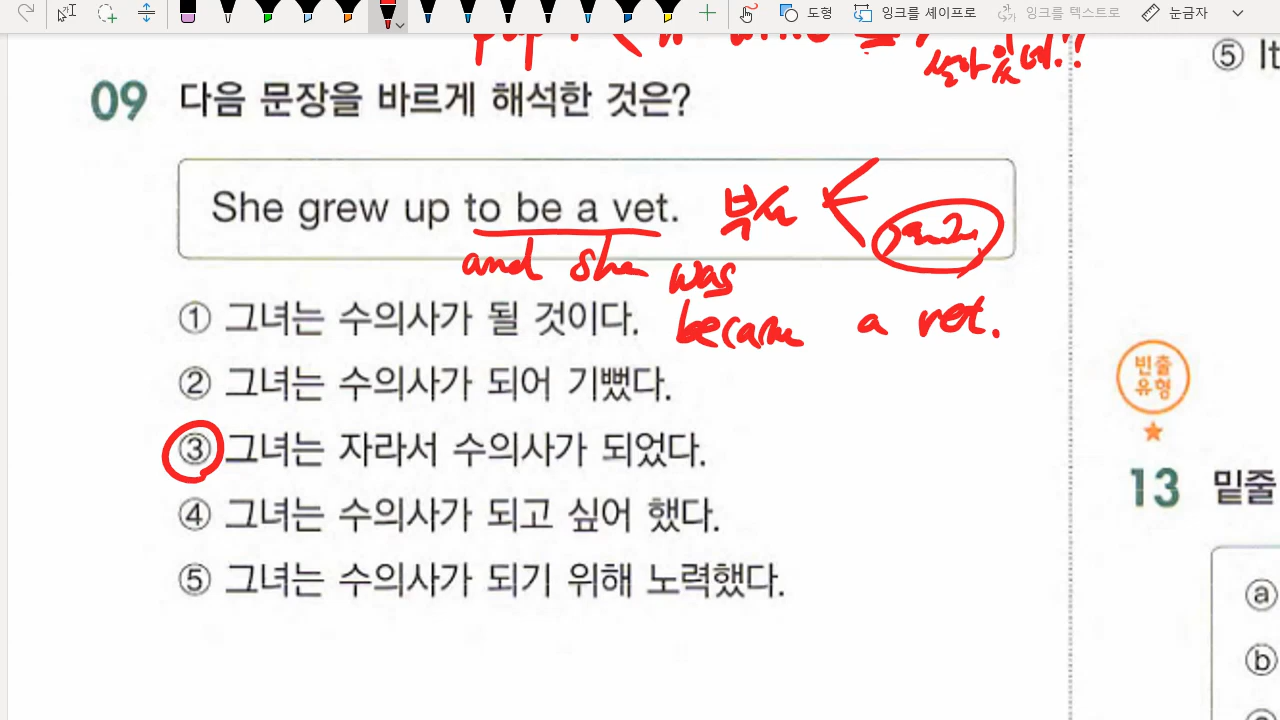 도형 잉크를 셰이프로 잉크를 텍스트로 눈금자
살아있네.!!
⑤ It
09 다음 문장을 바르게 해석한 것은?
She grew up to be a vet. 부사 결과
and she was
became a vet.
① 그녀는 수의사가 될 것이다.
② 그녀는 수의사가 되어 기뻤다.
③ 그녀는 자라서 수의사가 되었다.
④ 그녀는 수의사가 되고 싶어 했다.
⑤ 그녀는 수의사가 되기 위해 노력했다.
빈출
유형
13 밑줄
ⓐ
ⓑ